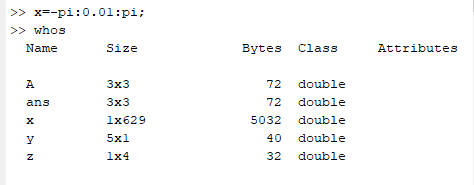 >> x=-pi:0.01:pi;
>> whos
Name Size Bytes Class Attributes
A 3x3 72 double
ans 3x3 72 double
x 1x629 5032 double
y 5x1 40 double
z 1x4 32 double